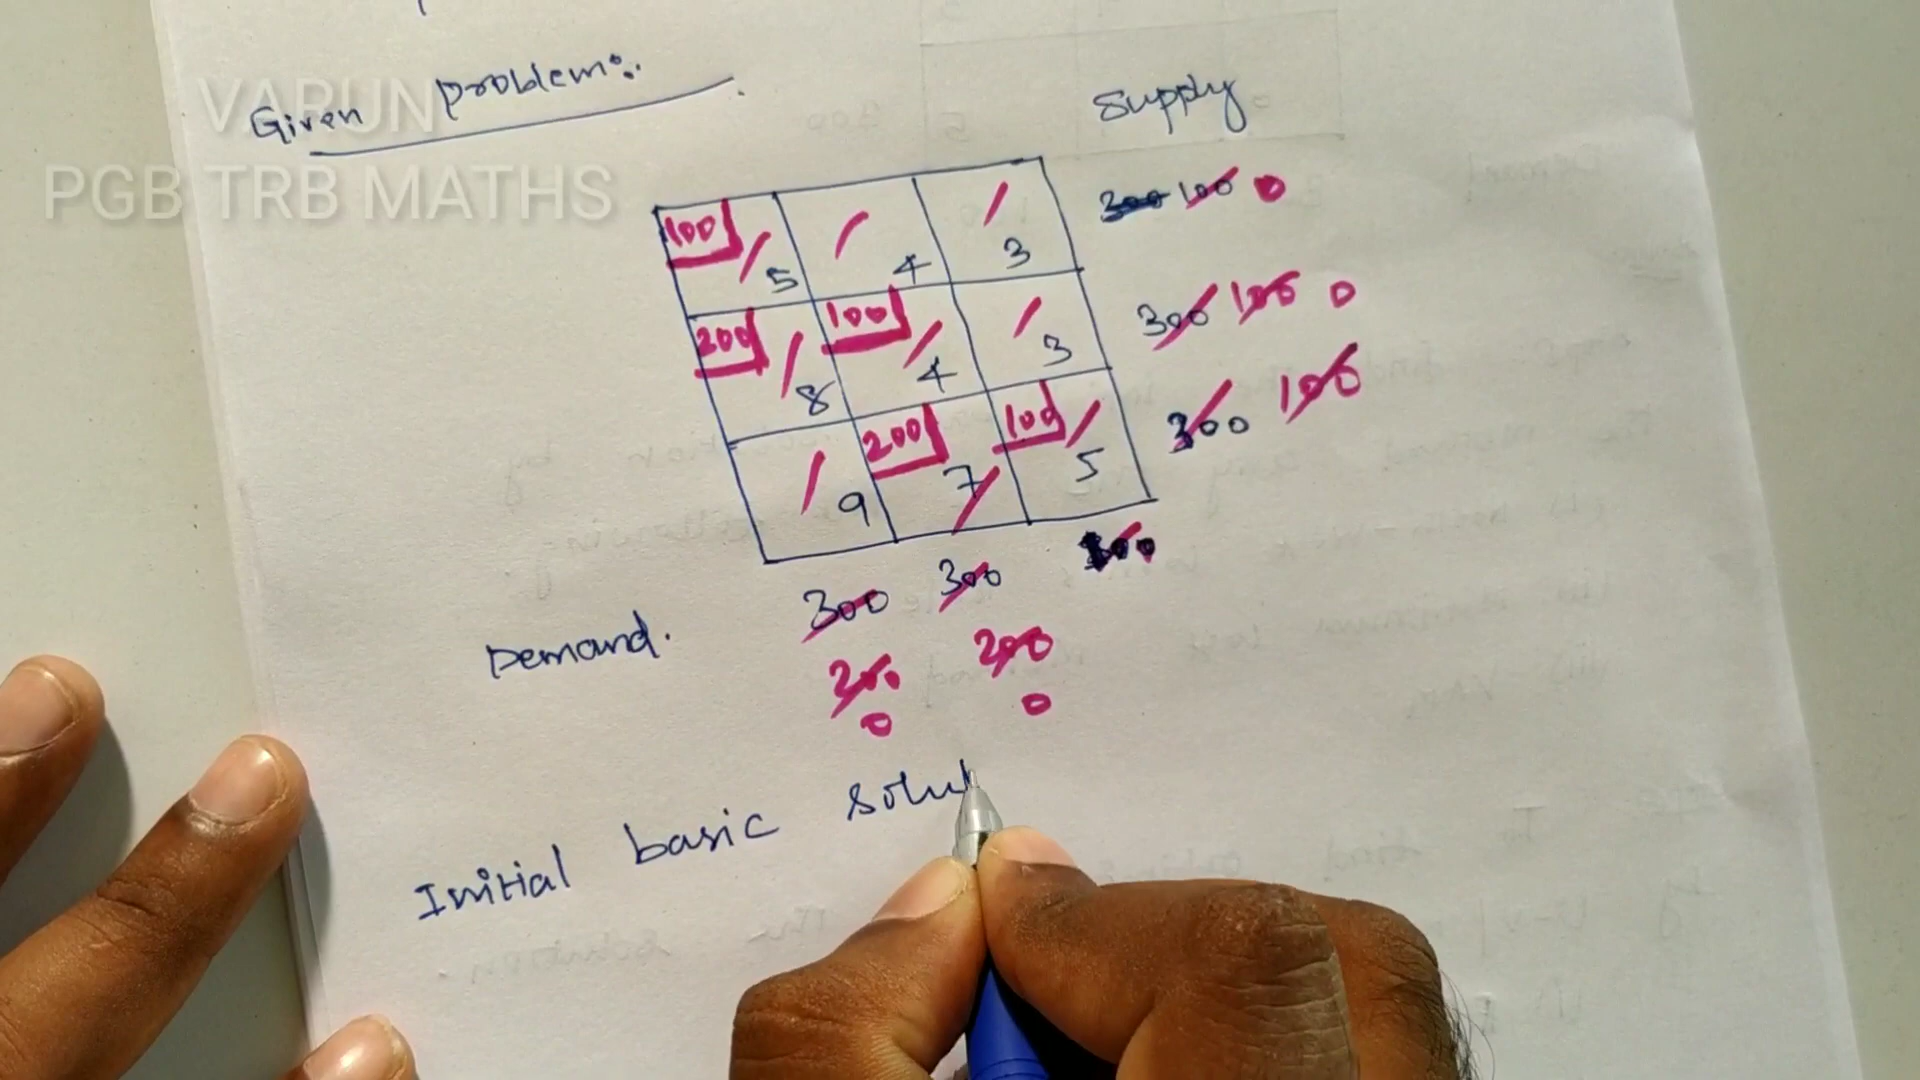 VARUN
PGB TRB MATHS
Given problem:
Supply
100 5 4 3 300 100 0
200 8 100 4 3 300 100 0
9 200 7 100 5 300 100
Demand. 300 300
200 200
0 0
Initial basic solut